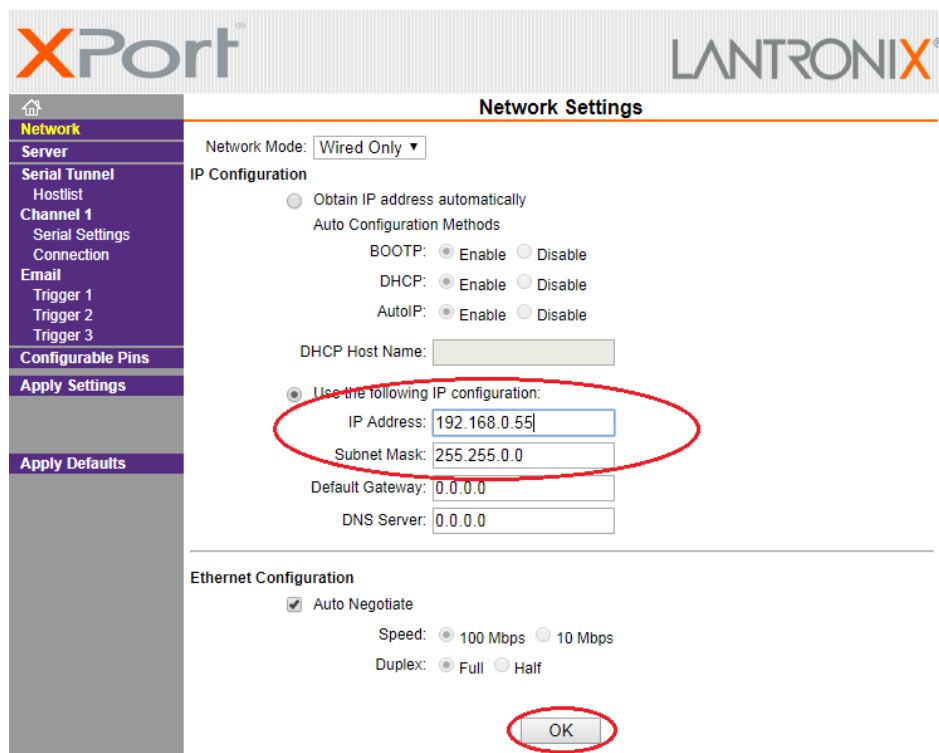 XPort®
LANTRONIX®
Network Settings
Network
Server
Serial Tunnel
Hostlist
Channel 1
Serial Settings
Connection
Email
Trigger 1
Trigger 2
Trigger 3
Configurable Pins
Apply Settings
Apply Defaults
Network Mode: Wired Only
IP Configuration
Obtain IP address automatically
Auto Configuration Methods
BOOTP: Enable Disable
DHCP: Enable Disable
AutoIP: Enable Disable
DHCP Host Name:
Use the following IP configuration:
IP Address: 192.168.0.55
Subnet Mask: 255.255.0.0
Default Gateway: 0.0.0.0
DNS Server: 0.0.0.0
Ethernet Configuration
Auto Negotiate
Speed: 100 Mbps 10 Mbps
Duplex: Full Half
OK